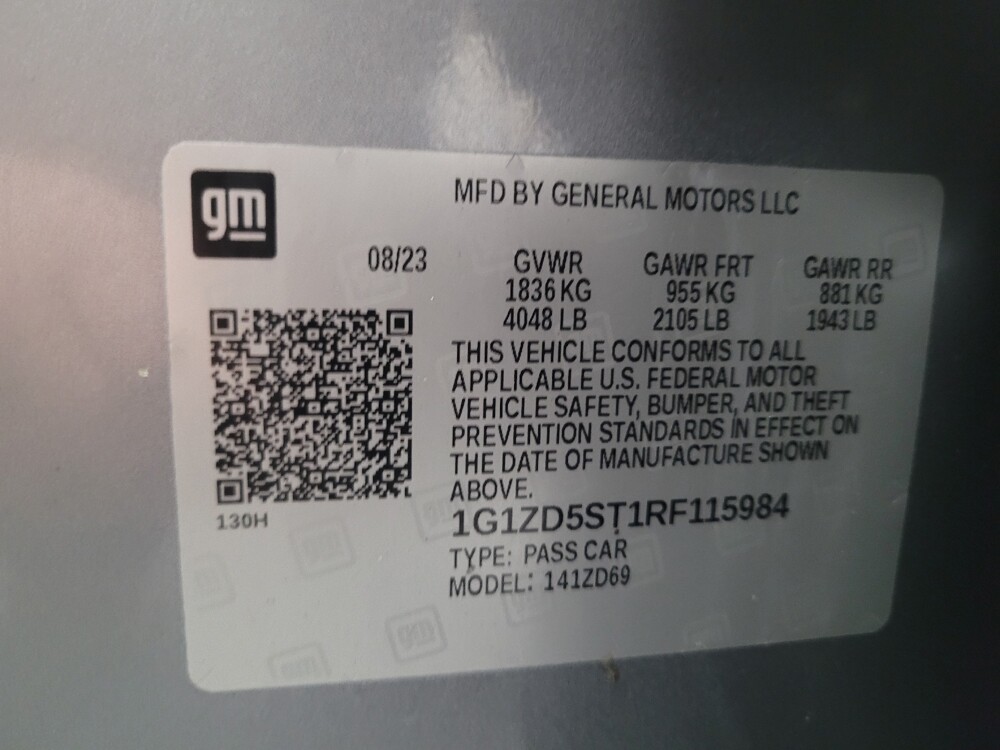 gm
MFD BY GENERAL MOTORS LLC
08/23
GVWR GAWR FRT GAWR RR
1836 KG 955 KG 881 KG
4048 LB 2105 LB 1943 LB
THIS VEHICLE CONFORMS TO ALL
APPLICABLE U.S. FEDERAL MOTOR
VEHICLE SAFETY, BUMPER, AND THEFT
PREVENTION STANDARDS IN EFFECT ON
THE DATE OF MANUFACTURE SHOWN
ABOVE.
130H
1G1ZD5ST1RF115984
TYPE: PASS CAR
MODEL: 141ZD69
gm
gm